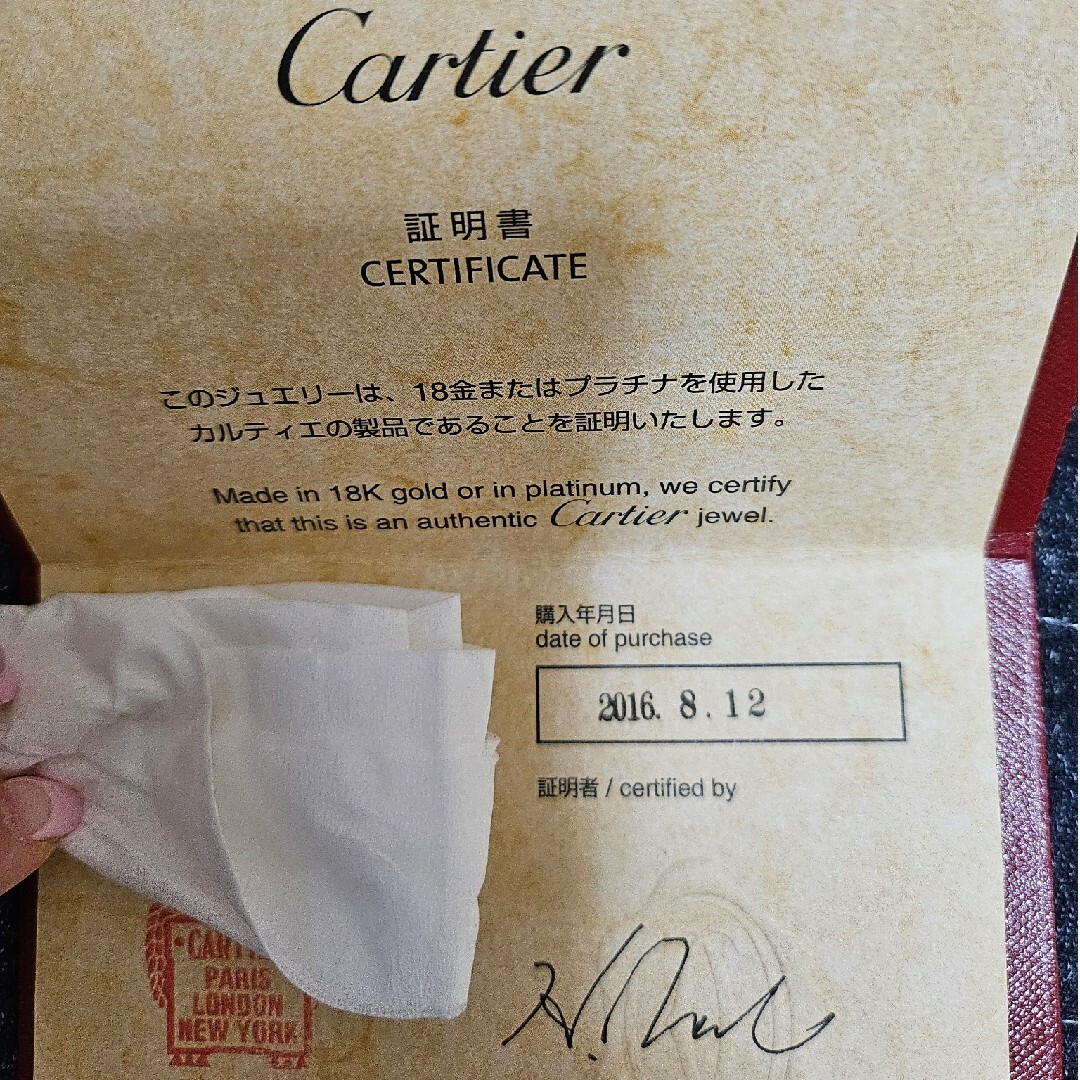 Cartier
証明書
CERTIFICATE
このジュエリーは、18金またはプラチナを使用した
カルティエの製品であることを証明いたします。
Made in 18K gold or in platinum, we certify
that this is an authentic Cartier jewel.
購入年月日
date of purchase
2016. 8. 12
証明者 / certified by
PARIS
LONDON
NEW YORK